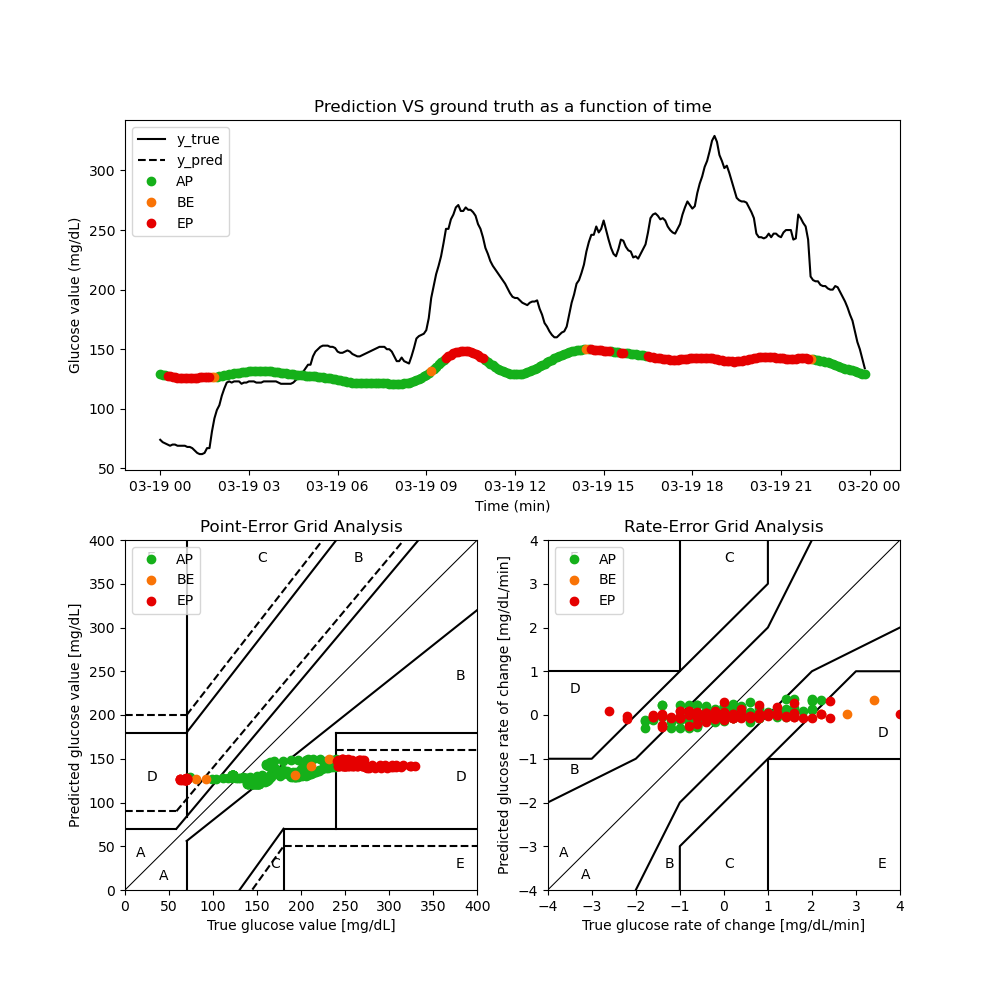 Prediction VS ground truth as a function of time
Glucose value (mg/dL)
300
250
200
150
100
50
y_true
y_pred
AP
BE
EP
03-19 00 03-19 03 03-19 06 03-19 09 03-19 12 03-19 15 03-19 18 03-19 21 03-20 00
Time (min)
Point-Error Grid Analysis
Predicted glucose value [mg/dL]
400
350
300
250
200
150
100
50
0
AP
BE
EP
C
B
B
D
D
A
A
C
E
0 50 100 150 200 250 300 350 400
True glucose value [mg/dL]
Rate-Error Grid Analysis
Predicted glucose rate of change [mg/dL/min]
4
3
2
1
0
−1
−2
−3
−4
AP
BE
EP
C
D
D
B
A
A
B
C
E
−4 −3 −2 −1 0 1 2 3 4
True glucose rate of change [mg/dL/min]